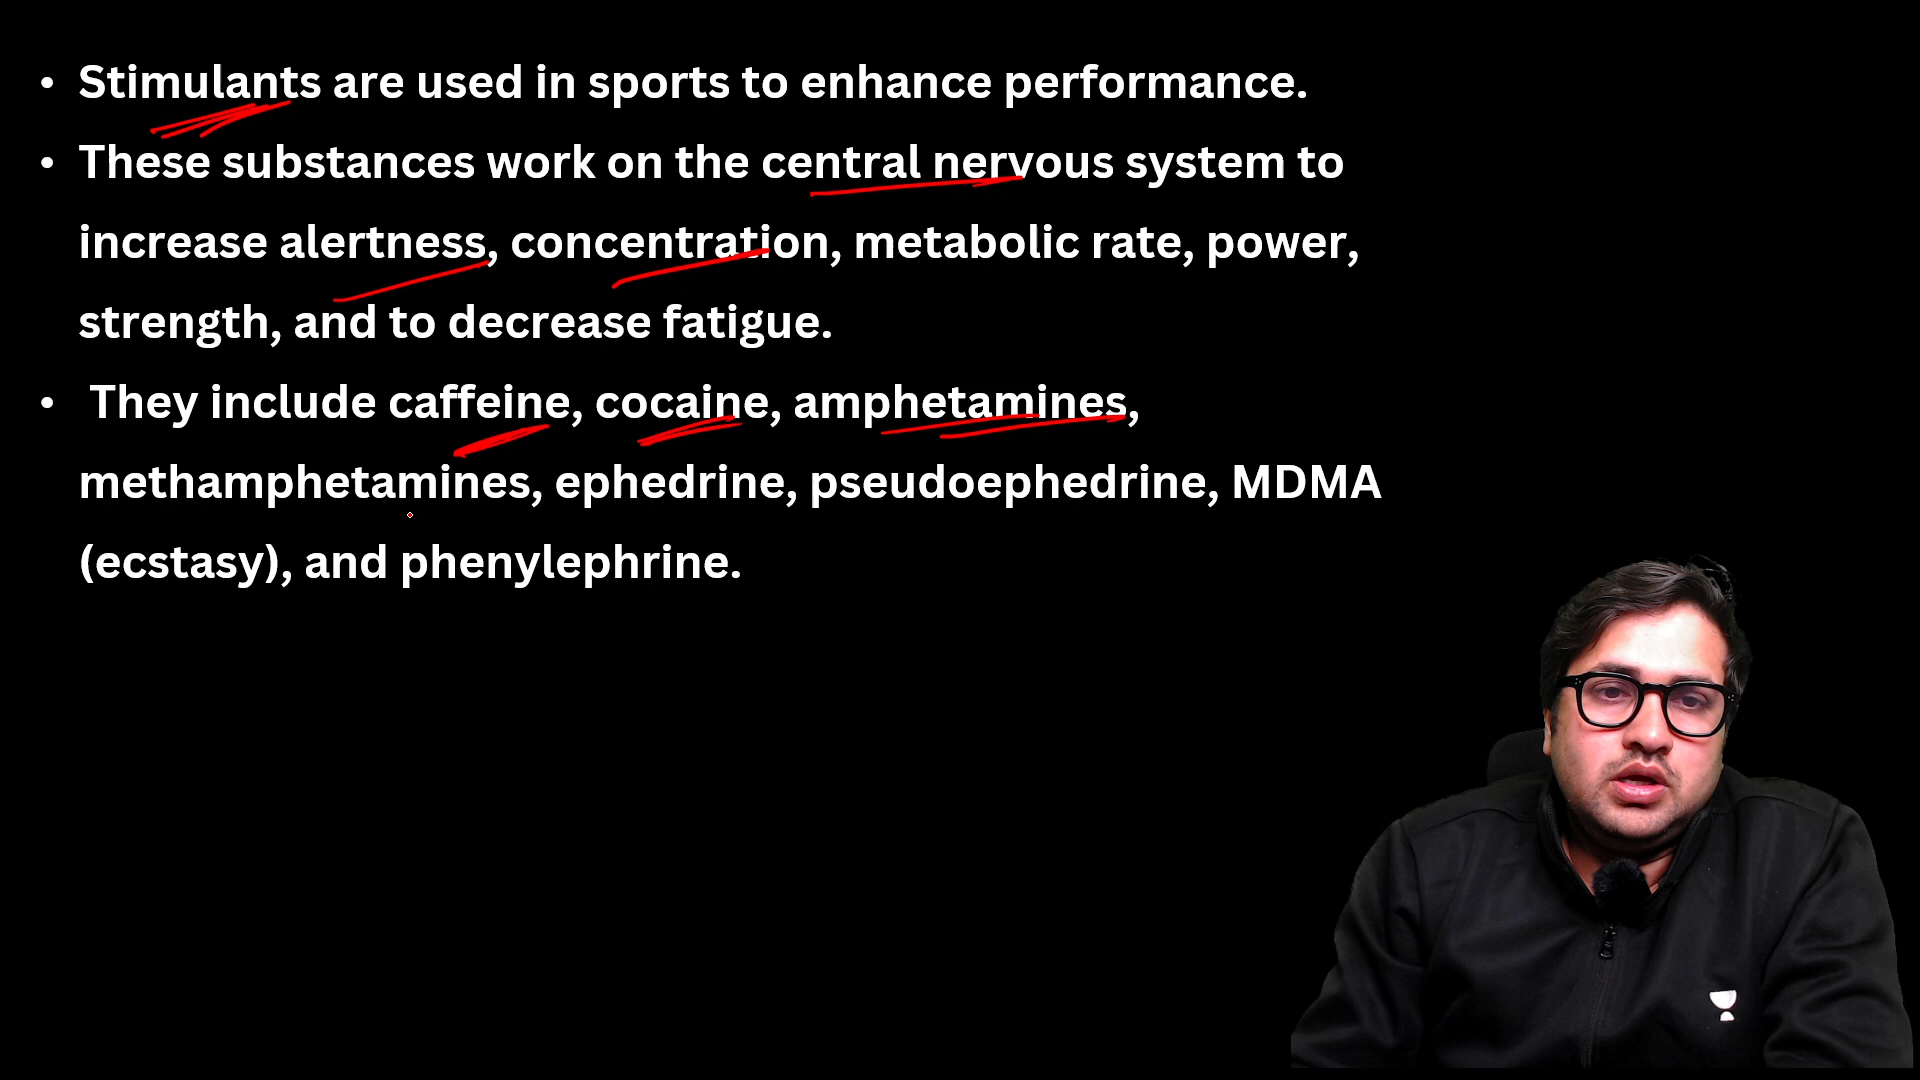 • Stimulants are used in sports to enhance performance.
• These substances work on the central nervous system to
increase alertness, concentration, metabolic rate, power,
strength, and to decrease fatigue.
• They include caffeine, cocaine, amphetamines,
methamphetamines, ephedrine, pseudoephedrine, MDMA
(ecstasy), and phenylephrine.